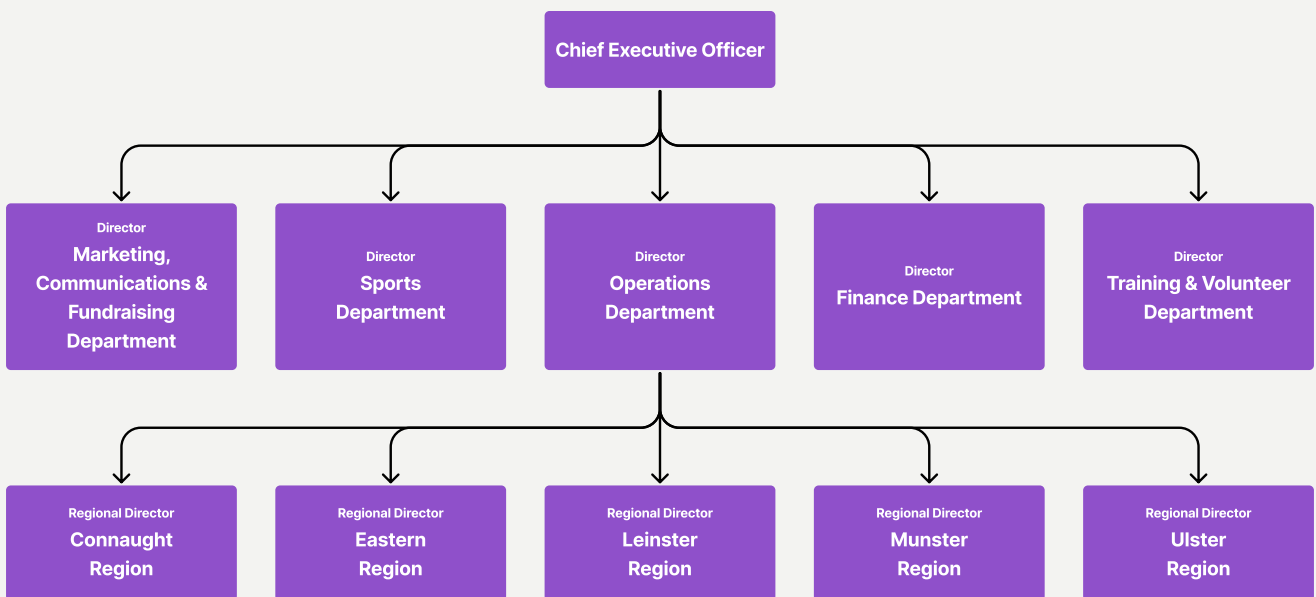 Chief Executive Officer
Director
Marketing,
Communications &
Fundraising
Department
Director
Sports
Department
Director
Operations
Department
Director
Finance Department
Director
Training & Volunteer
Department
Regional Director
Connaught
Region
Regional Director
Eastern
Region
Regional Director
Leinster
Region
Regional Director
Munster
Region
Regional Director
Ulster
Region